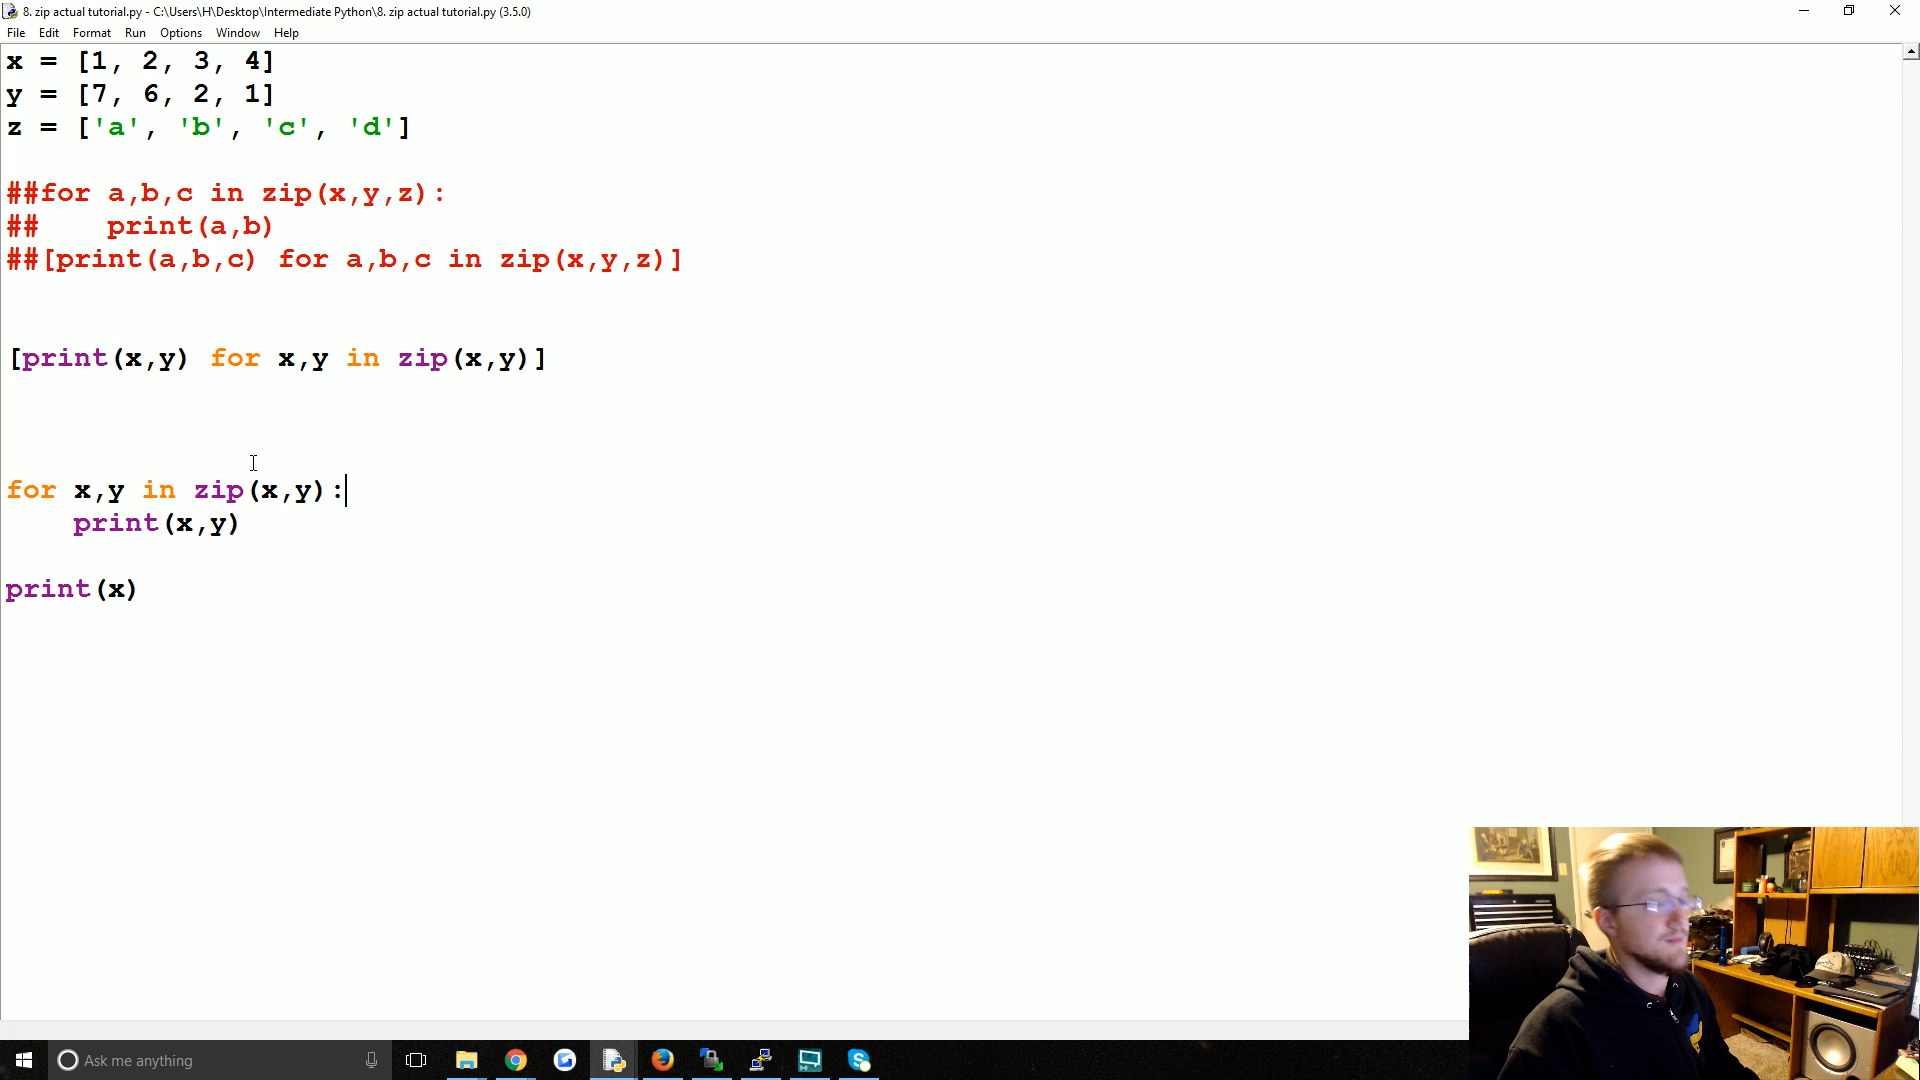 8. zip actual tutorial.py - C:\Users\H\Desktop\Intermediate Python\8. zip actual tutorial.py (3.5.0)
File Edit Format Run Options Window Help
x = [1, 2, 3, 4]
y = [7, 6, 2, 1]
z = ['a', 'b', 'c', 'd']
##for a,b,c in zip(x,y,z):
##    print(a,b)
##[print(a,b,c) for a,b,c in zip(x,y,z)]
[print(x,y) for x,y in zip(x,y)]
for x,y in zip(x,y):
    print(x,y)
print(x)
Ask me anything